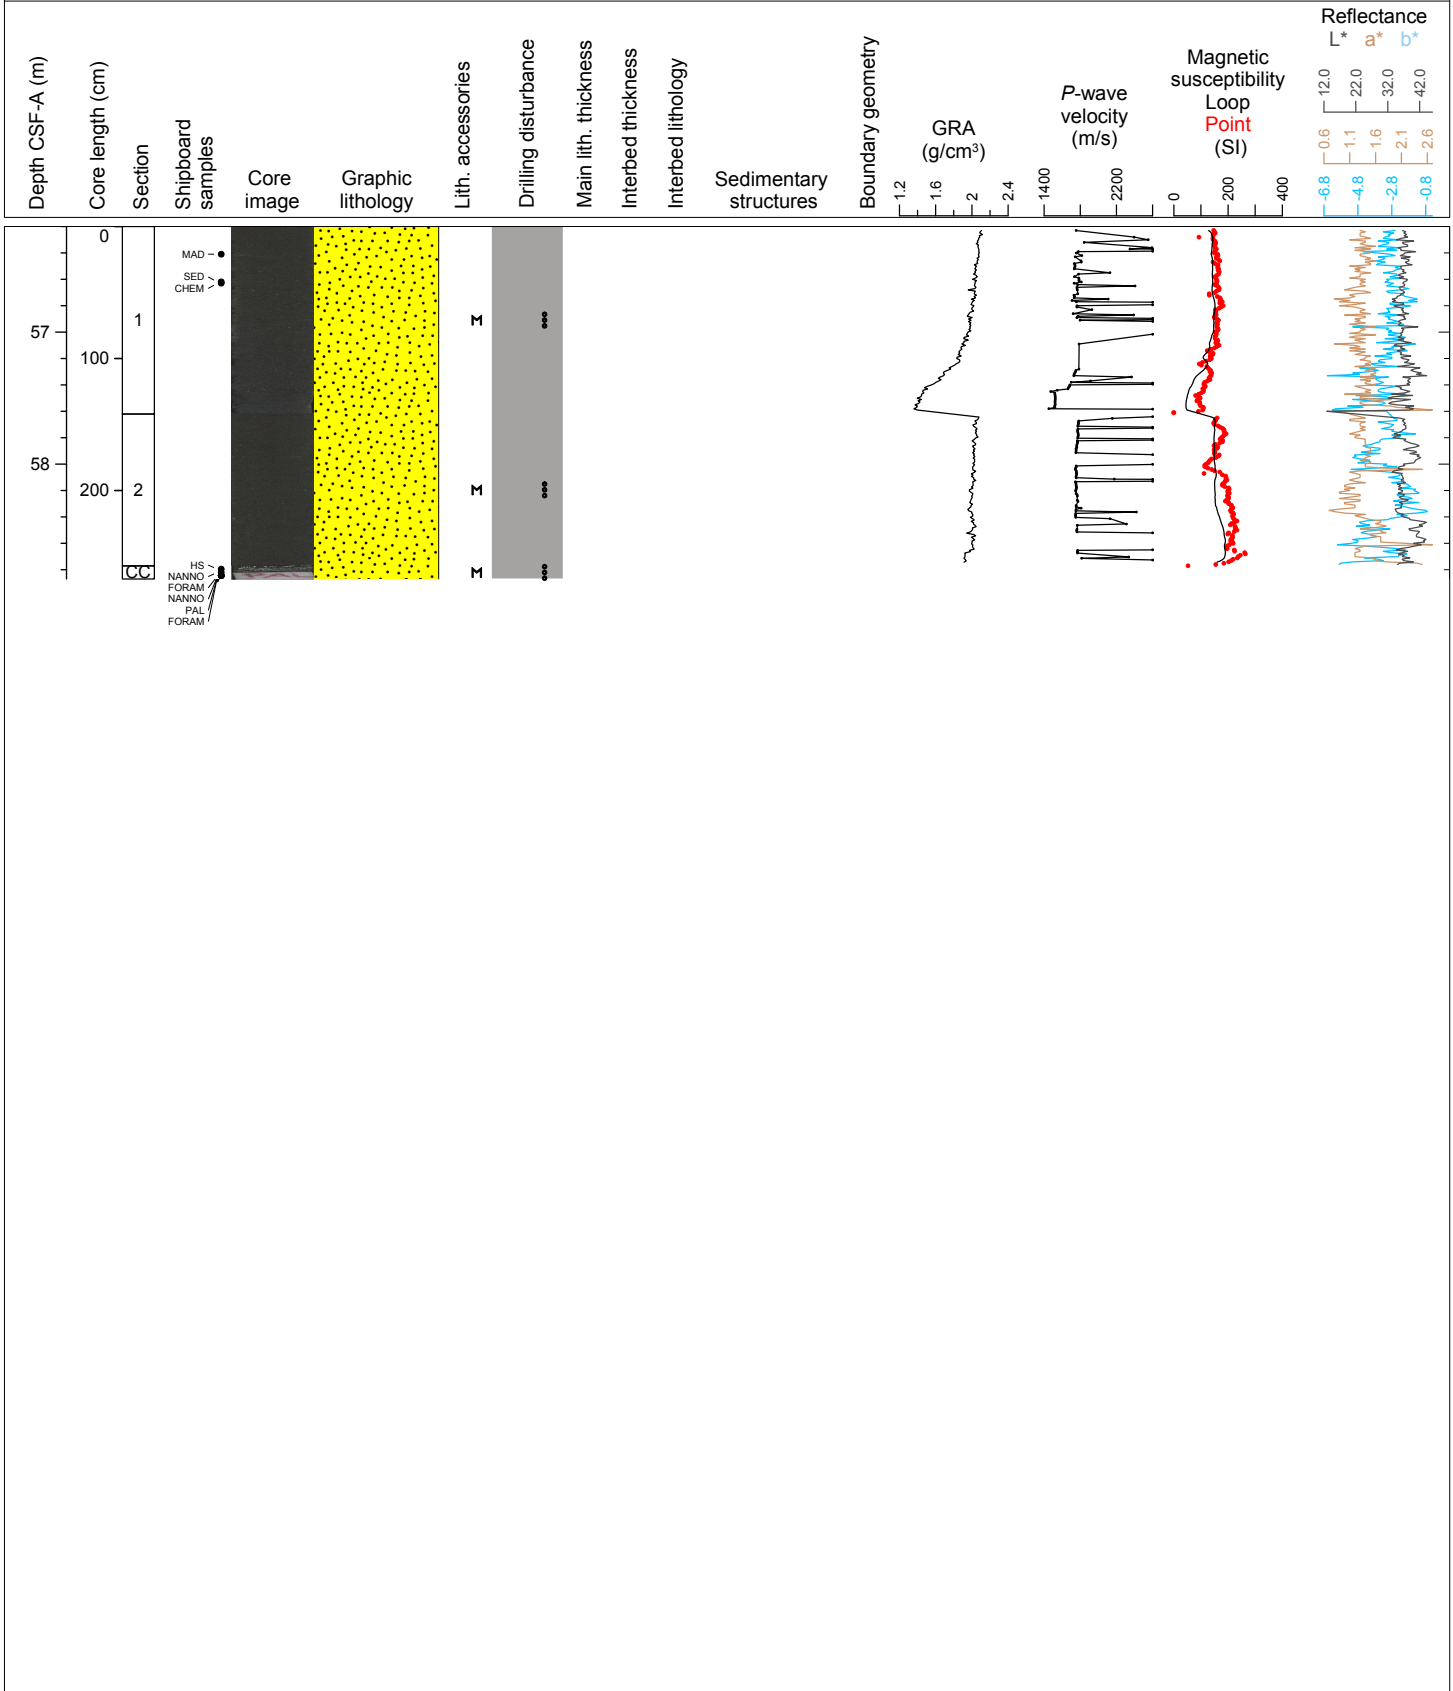 Depth CSF-A (m)
Core length (cm)
Section
Shipboard
samples
Core
image
Graphic
lithology
Lith. accessories
Drilling disturbance
Main lith. thickness
Interbed thickness
Interbed lithology
Sedimentary
structures
Boundary geometry
GRA
(g/cm³)
1.2 1.6 2 2.4
P-wave
velocity
(m/s)
1400 2200
Magnetic
susceptibility
Loop
Point
(SI)
0 200 400
Reflectance
L* a* b*
12.0 22.0 32.0 42.0
0.6 1.1 1.6 2.1 2.6
-6.8 -4.8 -2.8 -0.8
0
MAD
SED
CHEM
1
M
57
100
58
200
2
M
HS
CC
M
NANNO
PAL
FORAM
NANNO
PAL
FORAM